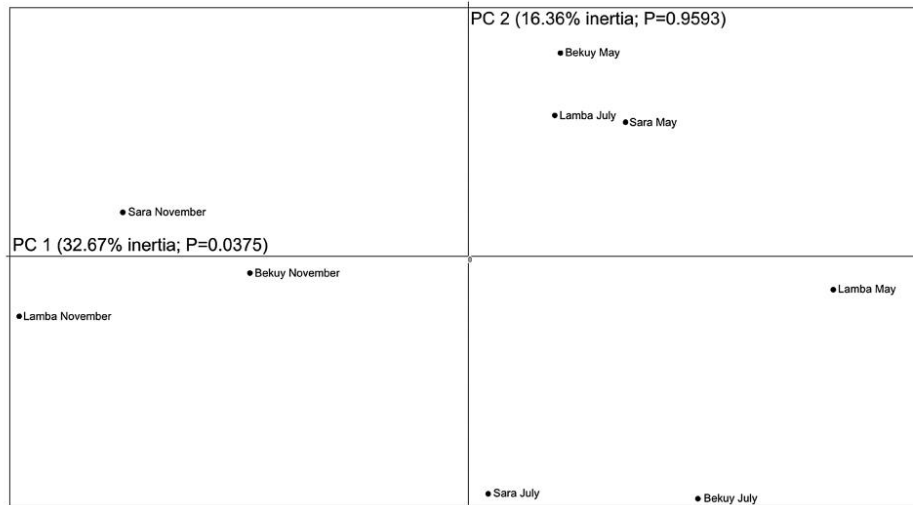 PC 2 (16.36% inertia; P=0.9593)
Bekuy May
Lamba July
Sara May
Sara November
PC 1 (32.67% inertia; P=0.0375)
0
Bekuy November
Lamba May
Lamba November
Sara July
Bekuy July